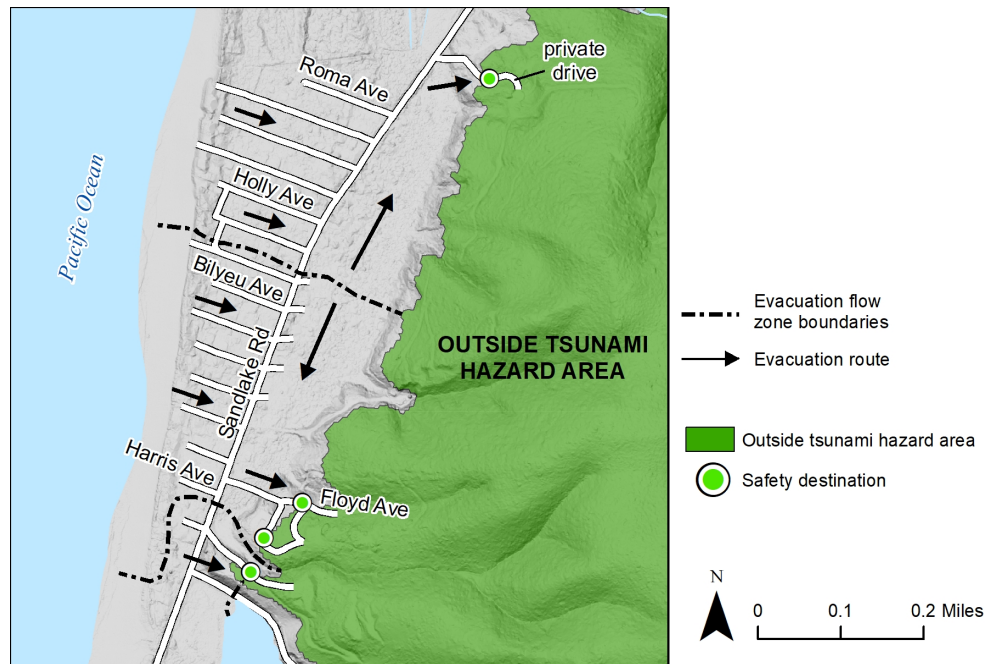 private
drive
Roma Ave
Holly Ave
Pacific Ocean
Bilyeu Ave
Sandlake Rd
OUTSIDE TSUNAMI
HAZARD AREA
Harris Ave
Floyd Ave
Evacuation flow
zone boundaries
Evacuation route
Outside tsunami hazard area
Safety destination
N
0 0.1 0.2 Miles